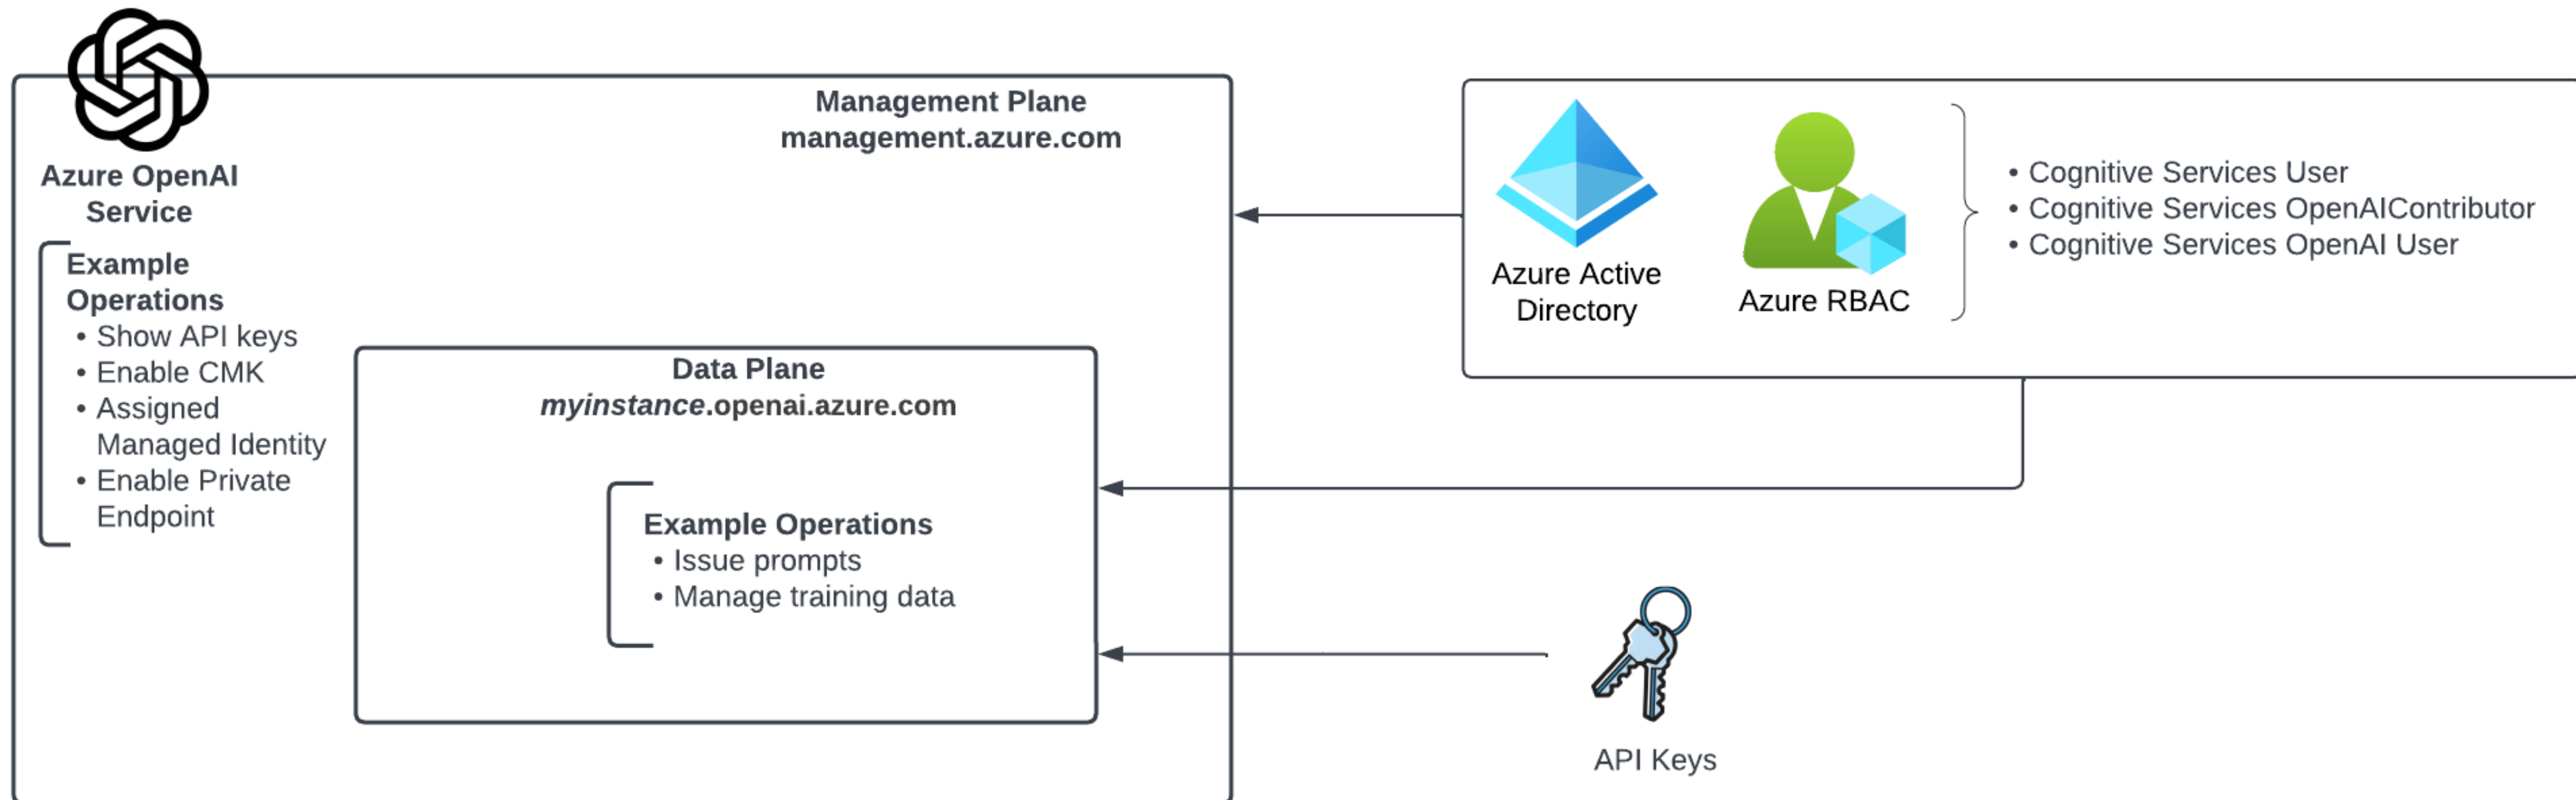 Azure OpenAI
Service
Example
Operations
• Show API keys
• Enable CMK
• Assigned
Managed Identity
• Enable Private
Endpoint
Management Plane
management.azure.com
Data Plane
myinstance.openai.azure.com
Example Operations
• Issue prompts
• Manage training data
Azure Active
Directory
Azure RBAC
• Cognitive Services User
• Cognitive Services OpenAIContributor
• Cognitive Services OpenAI User
API Keys